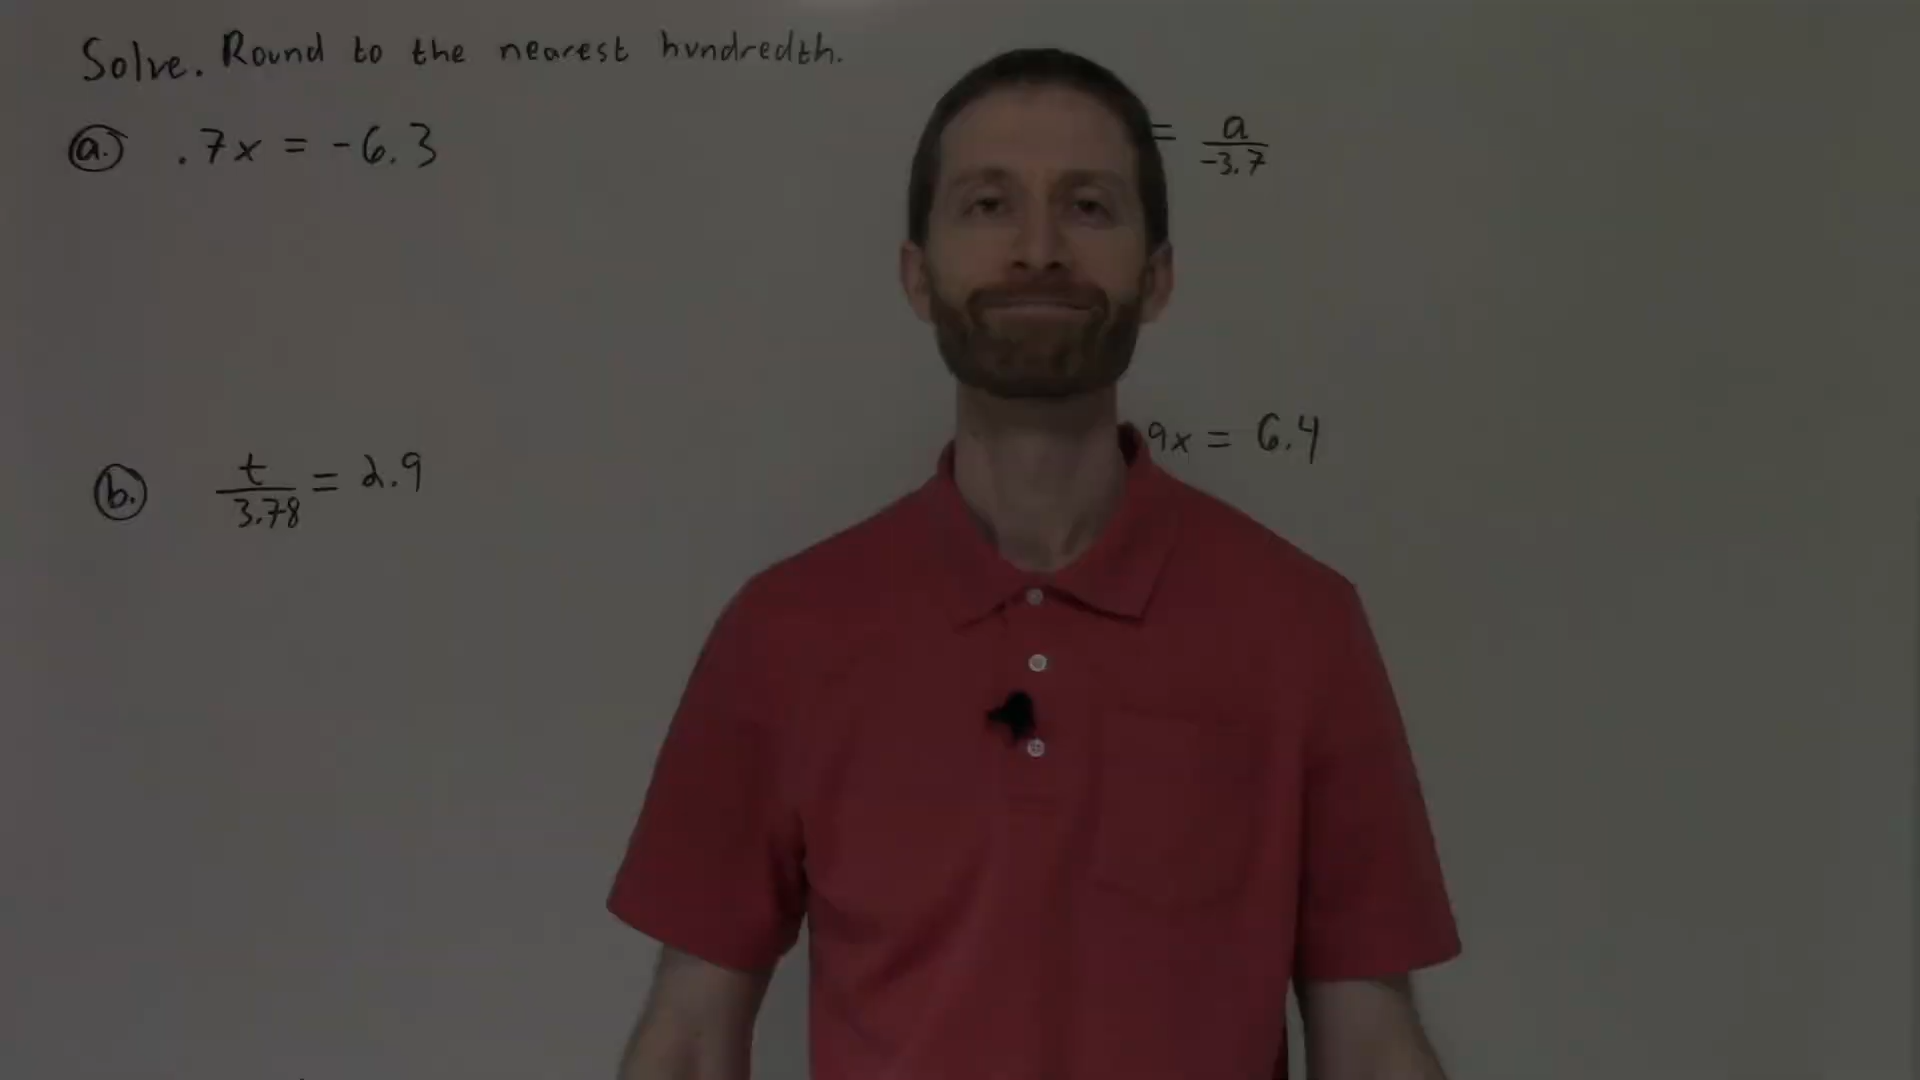 Solve. Round to the nearest hundredth.
a. .7x = -6.3
= a/-3.7
b. t/3.78 = 2.9
9x = 6.4